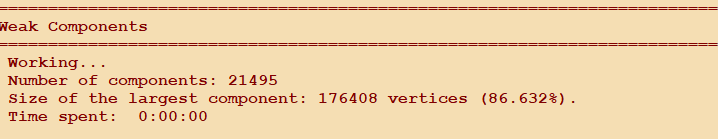 ==============================================================================
Weak Components
==============================================================================
Working...
Number of components: 21495
Size of the largest component: 176408 vertices (86.632%).
Time spent:  0:00:00